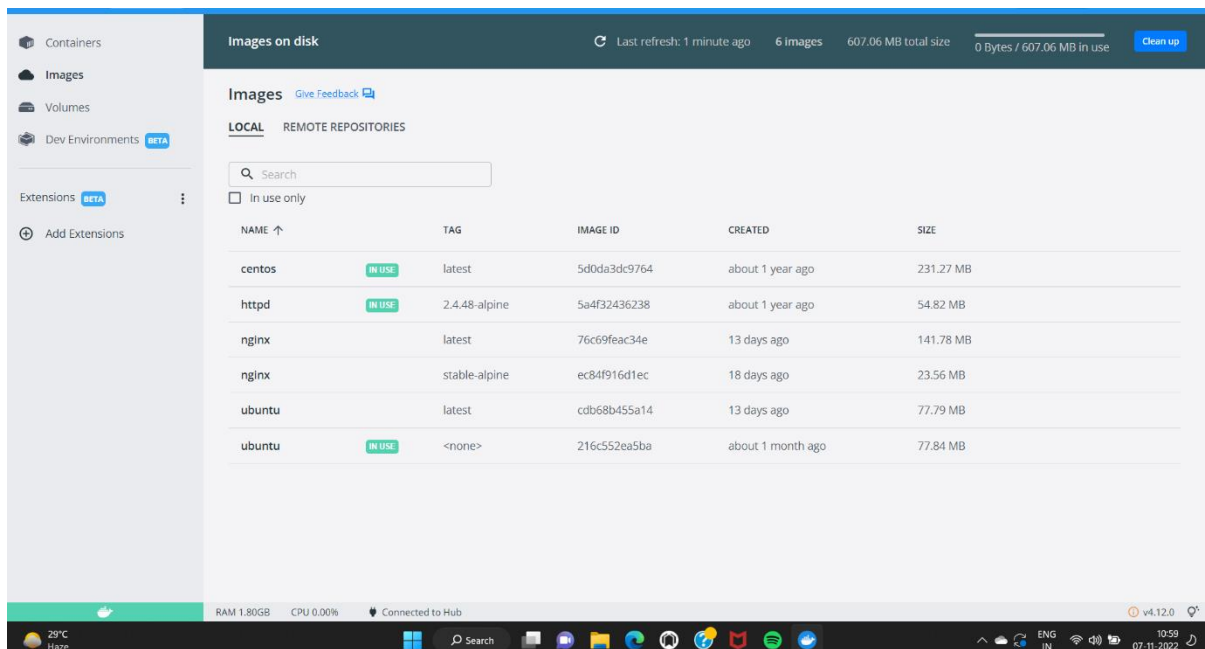 Containers
Images
Volumes
Dev Environments BETA
Extensions BETA
Add Extensions
Images on disk
Last refresh: 1 minute ago 6 images 607.06 MB total size 0 Bytes / 607.06 MB in use Clean up
Images Give Feedback
LOCAL REMOTE REPOSITORIES
Search
In use only
NAME TAG IMAGE ID CREATED SIZE
centos IN USE latest 5d0da3dc9764 about 1 year ago 231.27 MB
httpd IN USE 2.4.48-alpine 5a4f32436238 about 1 year ago 54.82 MB
nginx latest 76c69feac34e 13 days ago 141.78 MB
nginx stable-alpine ec84f916d1ec 18 days ago 23.56 MB
ubuntu latest cdb68b455a14 13 days ago 77.79 MB
ubuntu IN USE <none> 216c552ea5ba about 1 month ago 77.84 MB
RAM 1.80GB CPU 0.00% Connected to Hub v4.12.0
29°C
Haze
Search
ENG
IN
10:59
07-11-2022